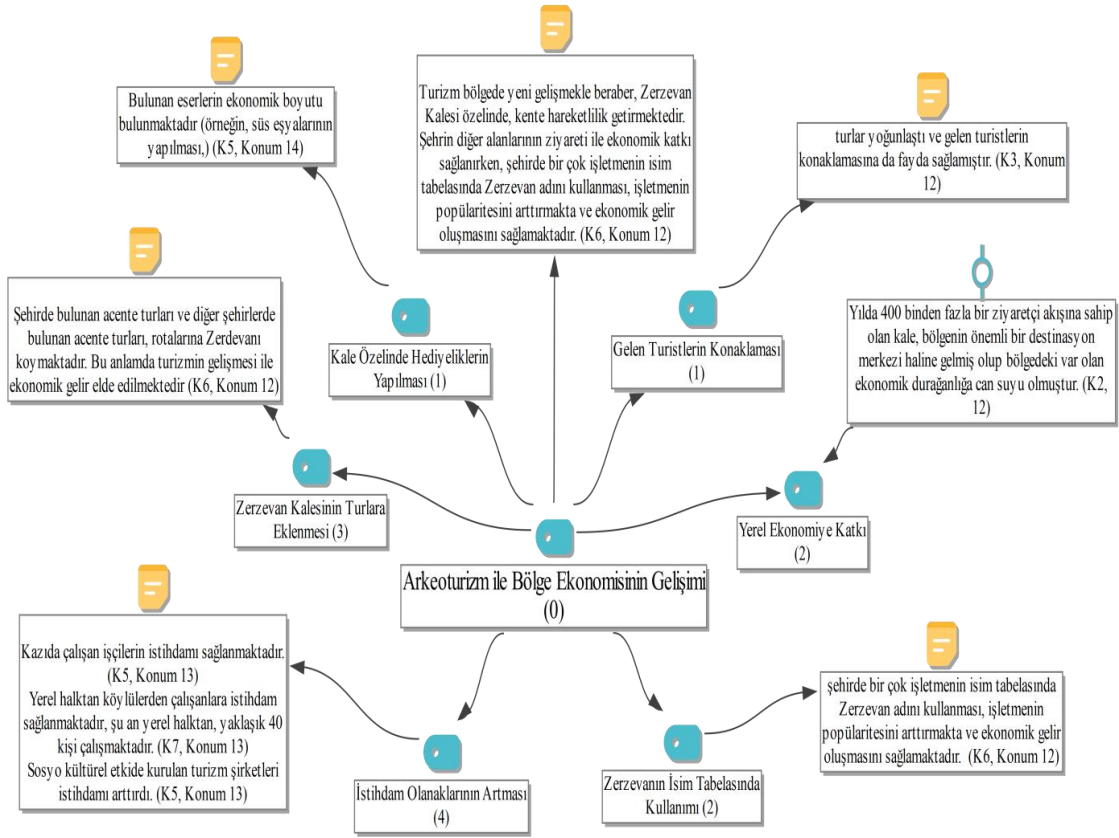 Bulunan eserlerin ekonomik boyutu
bulunmaktadır (örneğin, süs eşyalarının
yapılması,) (K5, Konum 14)
Turizm bölgede yeni gelişmekle beraber, Zerzevan
Kalesi özelinde, kente hareketlilik getirmektedir.
Şehrin diğer alanlarının ziyareti ile ekonomik katkı
sağlanırken, şehirde bir çok işletmenin isim
tabelasında Zerzevan adını kullanması, işletmenin
popülaritesini arttırmakta ve ekonomik gelir
oluşmasını sağlamaktadır. (K6, Konum 12)
turlar yoğunlaştı ve gelen turistlerin
konaklamasına da fayda sağlamıştır. (K3, Konum
12)
Şehirde bulunan acente turları ve diğer şehirlerde
bulunan acente turları, rotalarına Zerdevanı
koymaktadır. Bu anlamda turizmin gelişmesi ile
ekonomik gelir elde edilmektedir (K6, Konum 12)
Kale Özelinde Hediyeliklerin
Yapılması (1)
Gelen Turistlerin Konaklaması
(1)
Yılda 400 binden fazla bir ziyaretçi akışına sahip
olan kale, bölgenin önemli bir destinasyon
merkezi haline gelmiş olup bölgedeki var olan
ekonomik durağanlığa can suyu olmuştur. (K2,
12)
Zerzevan Kalesinin Turlara
Eklenmesi (3)
Yerel Ekonomiye Katkı
(2)
Arkeoturizm ile Bölge Ekonomisinin Gelişimi
(0)
Kazıda çalışan işçilerin istihdamı sağlanmaktadır.
(K5, Konum 13)
Yerel halktan köylülerden çalışanlara istihdam
sağlanmaktadır, şu an yerel halktan, yaklaşık 40
kişi çalışmaktadır. (K7, Konum 13)
Sosyo kültürel etkide kurulan turizm şirketleri
istihdamı arttırdı. (K5, Konum 13)
İstihdam Olanaklarının Artması
(4)
Zerzevanın İsim Tabelasında
Kullanımı (2)
şehirde bir çok işletmenin isim tabelasında
Zerzevan adını kullanması, işletmenin
popülaritesini arttırmakta ve ekonomik gelir
oluşmasını sağlamaktadır. (K6, Konum 12)